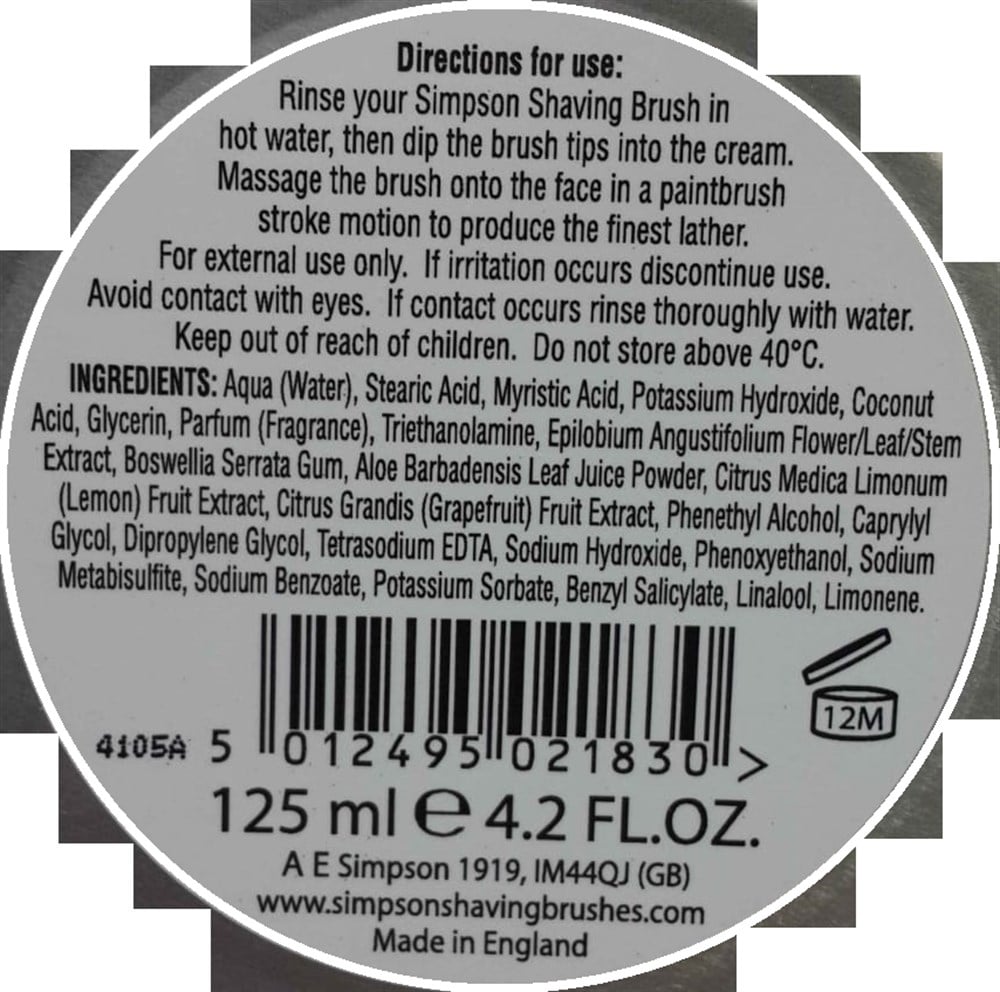 Directions for use:
Rinse your Simpson Shaving Brush in
hot water, then dip the brush tips into the cream.
Massage the brush onto the face in a paintbrush
stroke motion to produce the finest lather.
For external use only. If irritation occurs discontinue use.
Avoid contact with eyes. If contact occurs rinse thoroughly with water.
Keep out of reach of children. Do not store above 40°C.
INGREDIENTS: Aqua (Water), Stearic Acid, Myristic Acid, Potassium Hydroxide, Coconut
Acid, Glycerin, Parfum (Fragrance), Triethanolamine, Epilobium Angustifolium Flower/Leaf/Stem
Extract, Boswellia Serrata Gum, Aloe Barbadensis Leaf Juice Powder, Citrus Medica Limonum
(Lemon) Fruit Extract, Citrus Grandis (Grapefruit) Fruit Extract, Phenethyl Alcohol, Caprylyl
Glycol, Dipropylene Glycol, Tetrasodium EDTA, Sodium Hydroxide, Phenoxyethanol, Sodium
Metabisulfite, Sodium Benzoate, Potassium Sorbate, Benzyl Salicylate, Linalool, Limonene.
12M
4105A 5 012495 021830 >
125 ml e 4.2 FL.OZ.
A E Simpson 1919, IM44QJ (GB)
www.simpsonshavingbrushes.com
Made in England